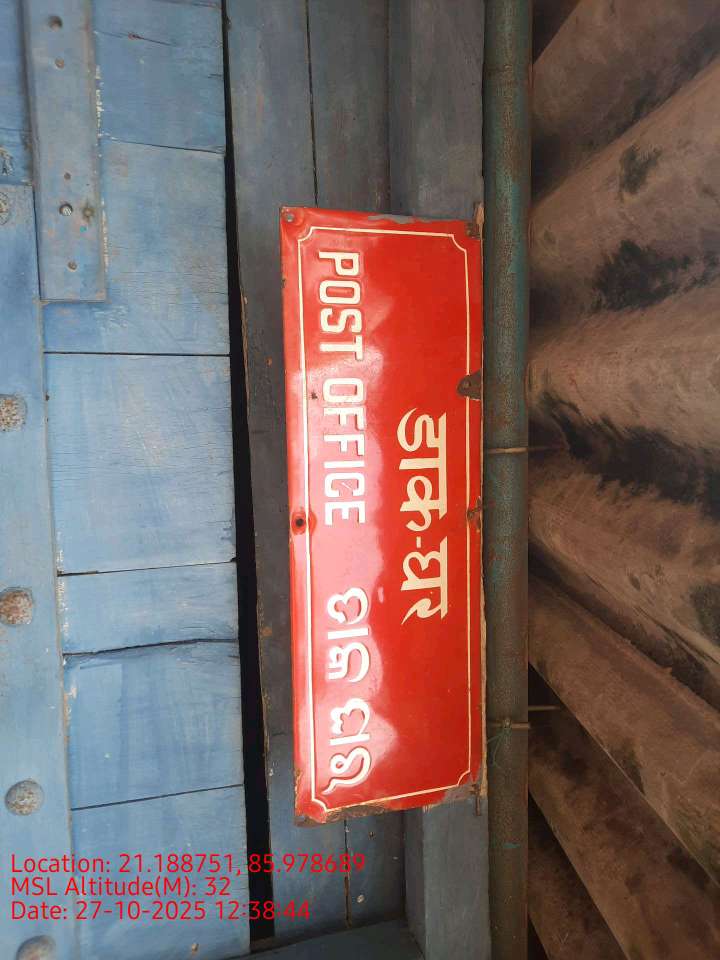 डाक-घर
POST OFFICE ଡାକ ଘର
Location: 21.188751, 85.978689
MSL Altitude(M): 32
Date: 27-10-2025 12:38:44